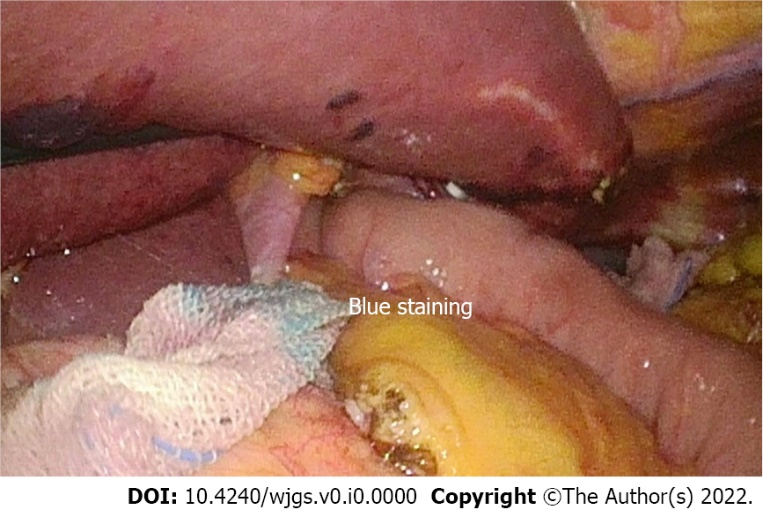 Blue staining
DOI: 10.4240/wjgs.v0.i0.0000 Copyright ©The Author(s) 2022.